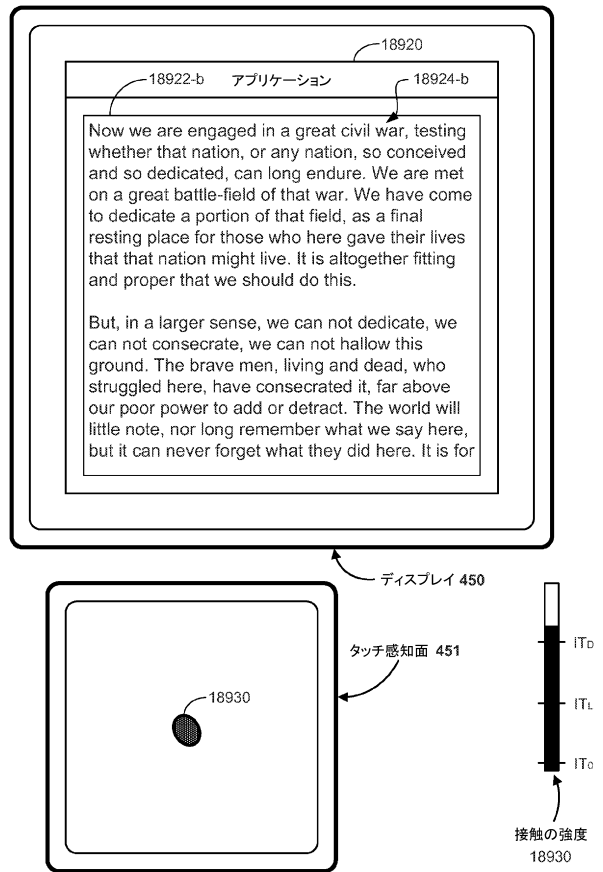 18920
18922-b アプリケーション 18924-b
Now we are engaged in a great civil war, testing
whether that nation, or any nation, so conceived
and so dedicated, can long endure. We are met
on a great battle-field of that war. We have come
to dedicate a portion of that field, as a final
resting place for those who here gave their lives
that that nation might live. It is altogether fitting
and proper that we should do this.
But, in a larger sense, we can not dedicate, we
can not consecrate, we can not hallow this
ground. The brave men, living and dead, who
struggled here, have consecrated it, far above
our poor power to add or detract. The world will
little note, nor long remember what we say here,
but it can never forget what they did here. It is for
ディスプレイ 450
タッチ感知面 451
18930
ITD
ITL
IT0
接触の強度
18930